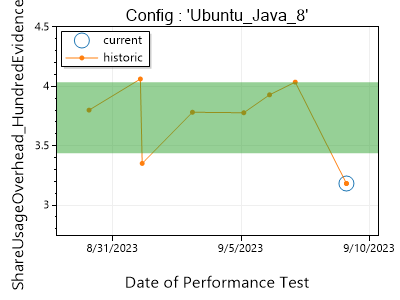 Config : 'Ubuntu_Java_8'
ShareUsageOverhead_HundredEvidence
4.5
4
3.5
3
current
historic
8/31/2023
9/5/2023
9/10/2023
Date of Performance Test